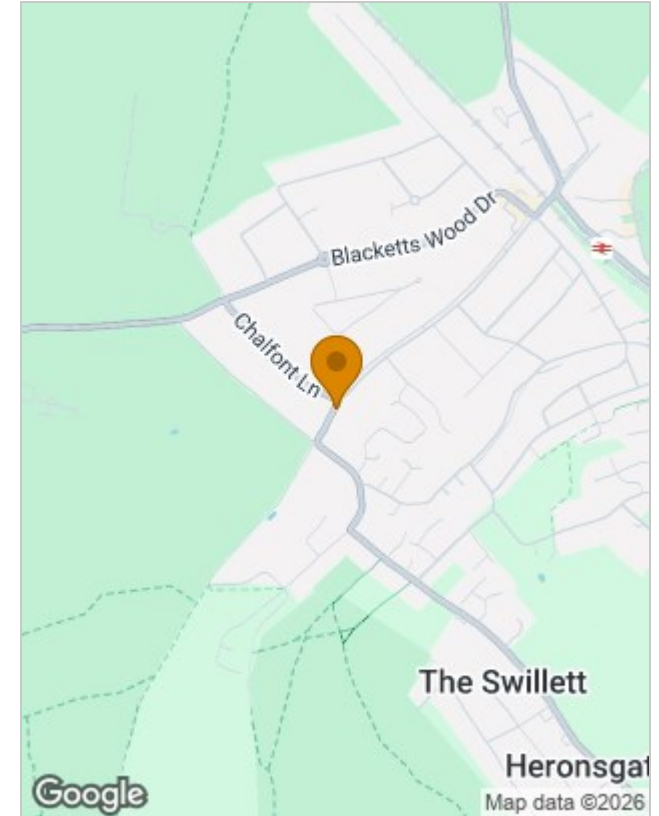 Blacketts Wood Dr
Chalfont Ln
The Swillett
Heronsgat
Google
Map data ©2026